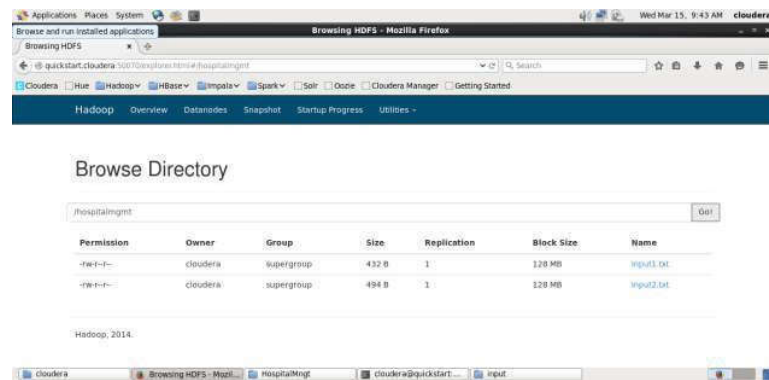 Applications Places System Wed Mar 15, 9:43 AM cloudera
Browse and run installed applications Browsing HDFS - Mozilla Firefox
Browsing HDFS
quickstart.cloudera:50070/explorer.html#/hospitalmgmt Search
Cloudera Hue Hadoop HBase Impala Spark Solr Oozie Cloudera Manager Getting Started
Hadoop Overview Datanodes Snapshot Startup Progress Utilities
Browse Directory
/hospitalmgmt Go!
Permission Owner Group Size Replication Block Size Name
-rw-r--r-- cloudera supergroup 432 B 1 128 MB input1.txt
-rw-r--r-- cloudera supergroup 494 B 1 128 MB input2.txt
Hadoop, 2014.
cloudera Browsing HDFS - Mozil... HospitalMngt cloudera@quickstart:... input